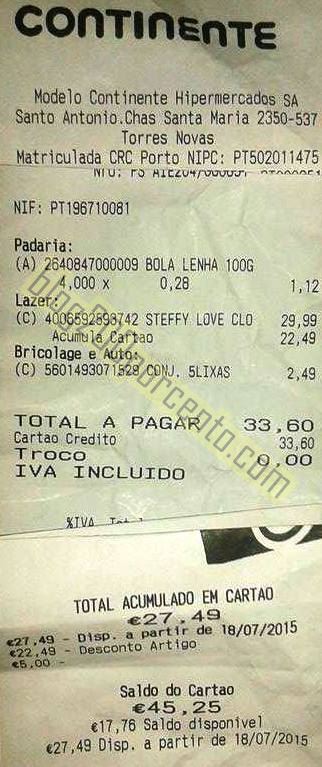 CONTINENTE
Modelo Continente Hipermercados SA
Santo Antonio.Chas Santa Maria 2350-537
Torres Novas
Matriculada CRC Porto NIPC: PT502011475
NIF: PT196710081
Padaria:
(A) 2640847000009 BOLA LENHA 100G
4,000 x 0,28 1,12
Lazer:
(C) 4006592593742 STEFFY LOVE CLO 29,99
Acumula Cartao 22,49
Bricolage e Auto:
(C) 5601493071529 CONJ. 5LIXAS 2,49
TOTAL A PAGAR 33,60
Cartao Credito 33,60
Troco 0,00
IVA INCLUIDO
%IVA
TOTAL ACUMULADO EM CARTAO
€27,49
€27,49 - Disp. a partir de 18/07/2015
€22,49 - Desconto Artigo
€5,00 -
Saldo do Cartao
€45,25
€17,76 Saldo disponivel
€27,49 Disp. a partir de 18/07/2015